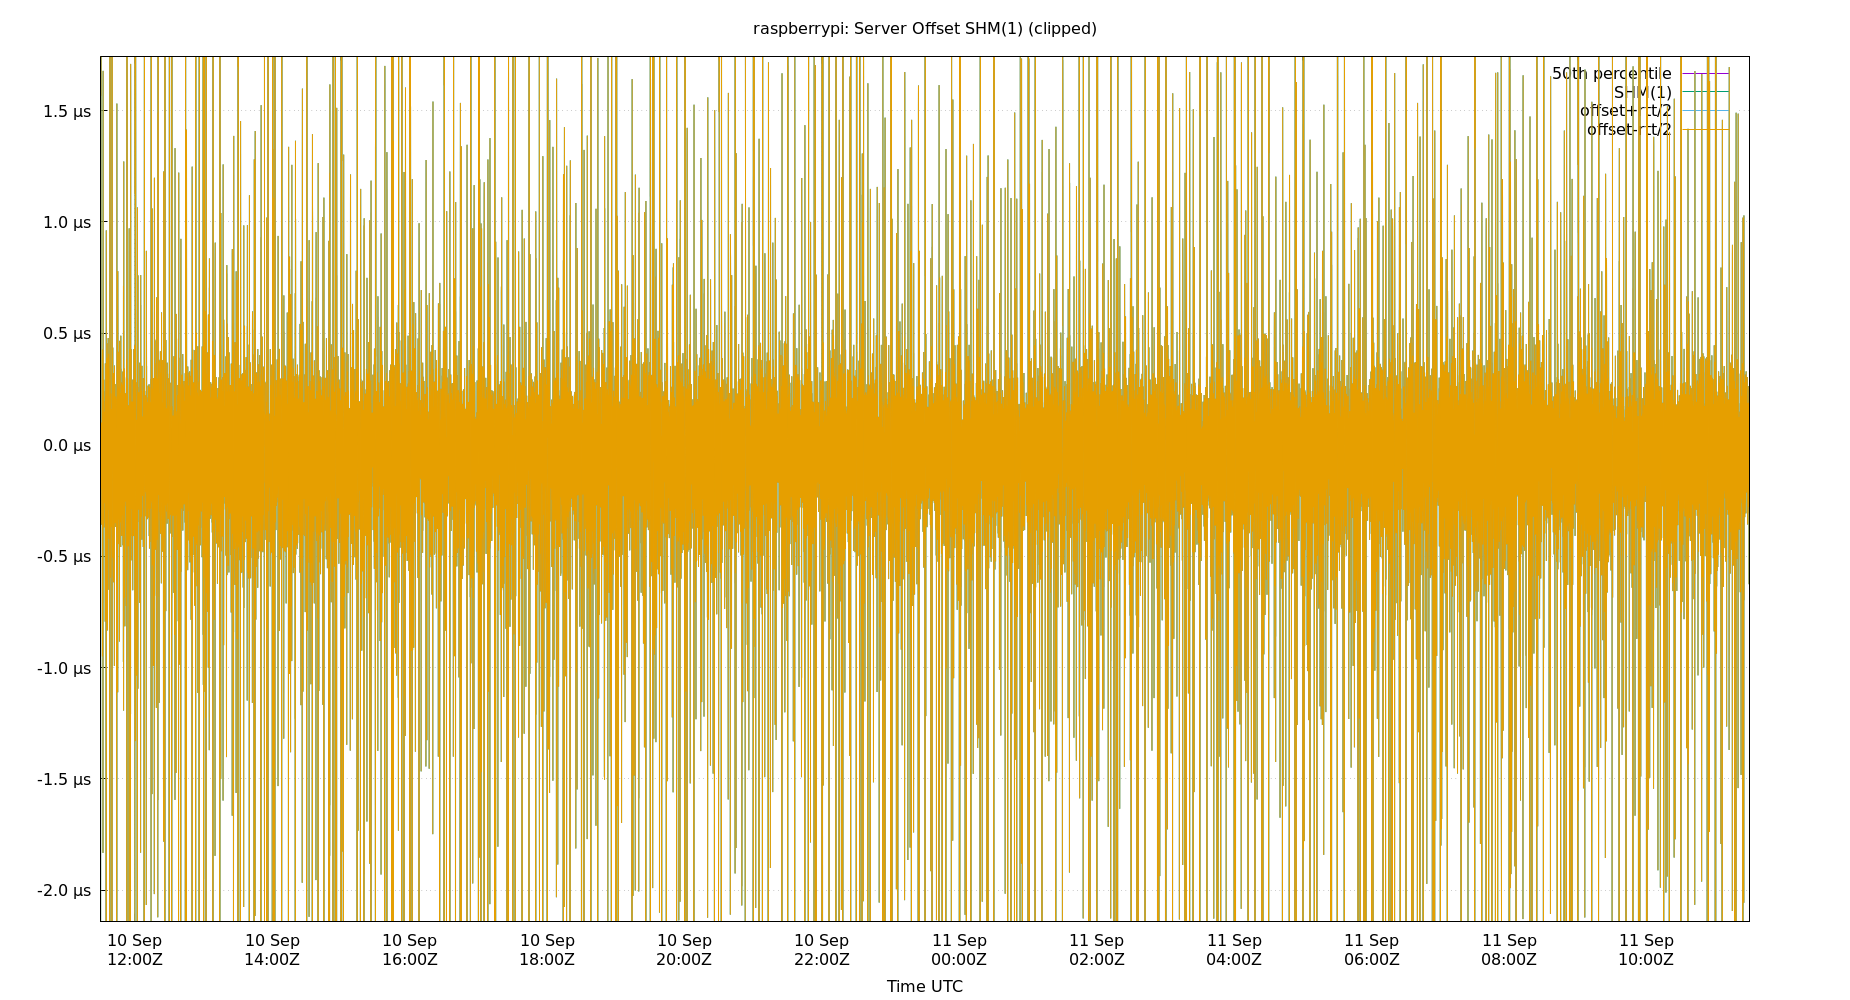 raspberrypi: Server Offset SHM(1) (clipped)
50th percentile
SHM(1)
offset+rtt/2
offset-rtt/2
1.5 µs
1.0 µs
0.5 µs
0.0 µs
-0.5 µs
-1.0 µs
-1.5 µs
-2.0 µs
10 Sep 10 Sep 10 Sep 10 Sep 10 Sep 10 Sep 11 Sep 11 Sep 11 Sep 11 Sep 11 Sep 11 Sep
12:00Z 14:00Z 16:00Z 18:00Z 20:00Z 22:00Z 00:00Z 02:00Z 04:00Z 06:00Z 08:00Z 10:00Z
Time UTC